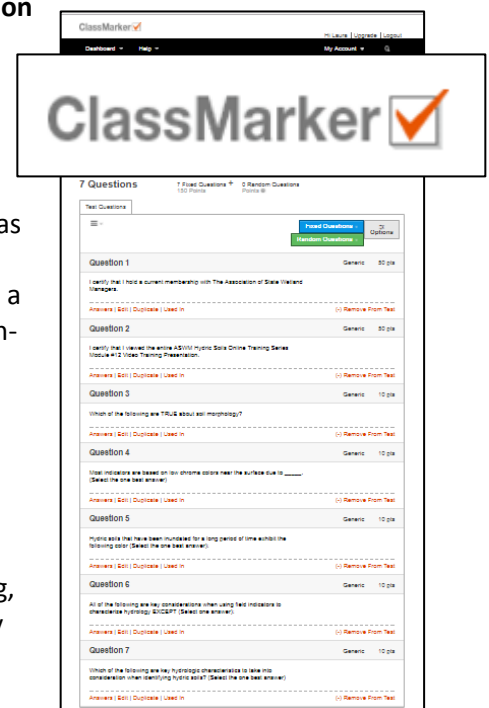 on
ClassMarker
Hi Laura | Upgrade | Logout
Dashboard Help My Account
ClassMarker
7 Questions 7 Fixed Questions + 0 Random Questions
130 Points Points
Test Questions
as
Fixed Questions Options
Random Questions
Question 1 Generic 50 pts
a
I certify that I hold a current membership with The Association of State Wetland
Managers.
n-
Answers | Edit | Duplicate | Used In (-) Remove From Test
Question 2 Generic 50 pts
I certify that I viewed the entire ASWM Hydric Soils Online Training Series
Module #12 Video Training Presentation.
Answers | Edit | Duplicate | Used In (-) Remove From Test
Question 3 Generic 10 pts
Which of the following are TRUE about soil morphology?
Answers | Edit | Duplicate | Used In (-) Remove From Test
Question 4 Generic 10 pts
Most indicators are based on low chroma colors near the surface due to _____.
(Select the one best answer)
Answers | Edit | Duplicate | Used In (-) Remove From Test
Question 5 Generic 10 pts
Hydric soils that have been inundated for a long period of time exhibit the
following color (Select the one best answer).
Answers | Edit | Duplicate | Used In (-) Remove From Test
g,
Question 6 Generic 10 pts
All of the following are key considerations when using field indicators to
characterize hydrology EXCEPT (Select one answer)
y
Answers | Edit | Duplicate | Used In (-) Remove From Test
Question 7 Generic 10 pts
Which of the following are key hydrologic characteristics to take into
consideration when identifying hydric soils? (Select the one best answer)
Answers | Edit | Duplicate | Used In (-) Remove From Test